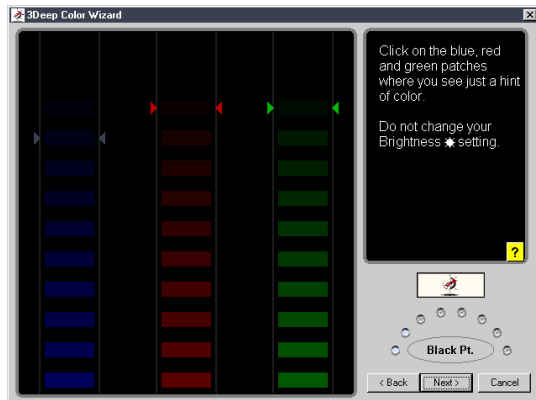 3Deep Color Wizard
Click on the blue, red
and green patches
where you see just a hint
of color.
Do not change your
Brightness ☀ setting.
?
Black Pt.
< Back
Next >
Cancel